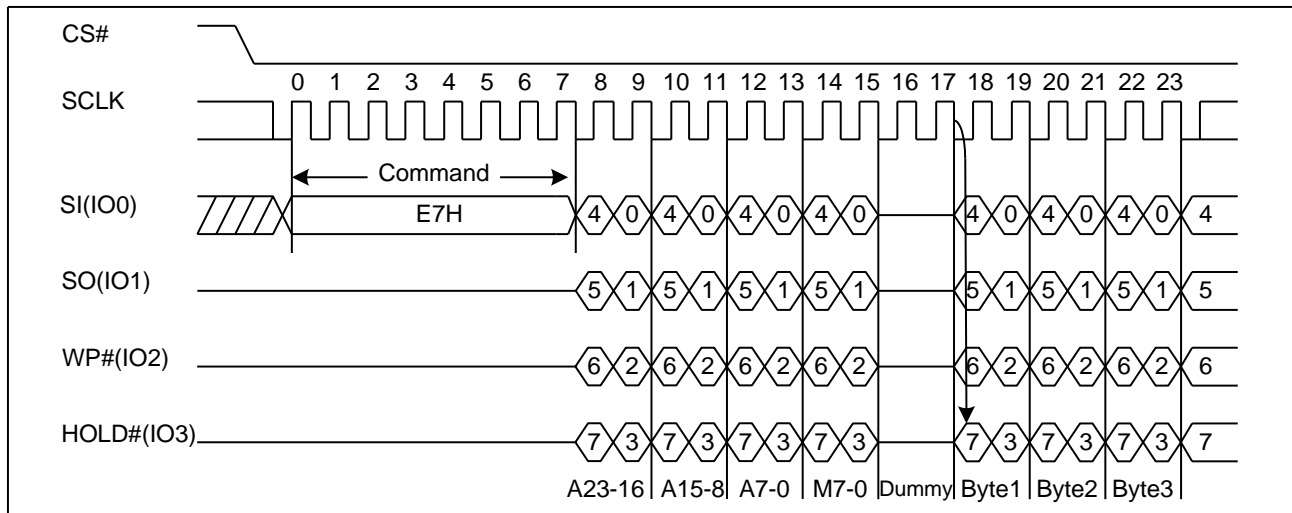 CS#
0 1 2 3 4 5 6 7 8 9 10 11 12 13 14 15 16 17 18 19 20 21 22 23
SCLK
Command
SI(IO0) E7H 4 0 4 0 4 0 4 0 4 0 4 0 4 0 4
SO(IO1) 5 1 5 1 5 1 5 1 5 1 5 1 5 1 5
WP#(IO2) 6 2 6 2 6 2 6 2 6 2 6 2 6 2 6
HOLD#(IO3) 7 3 7 3 7 3 7 3 7 3 7 3 7 3 7
A23-16 A15-8 A7-0 M7-0 Dummy Byte1 Byte2 Byte3